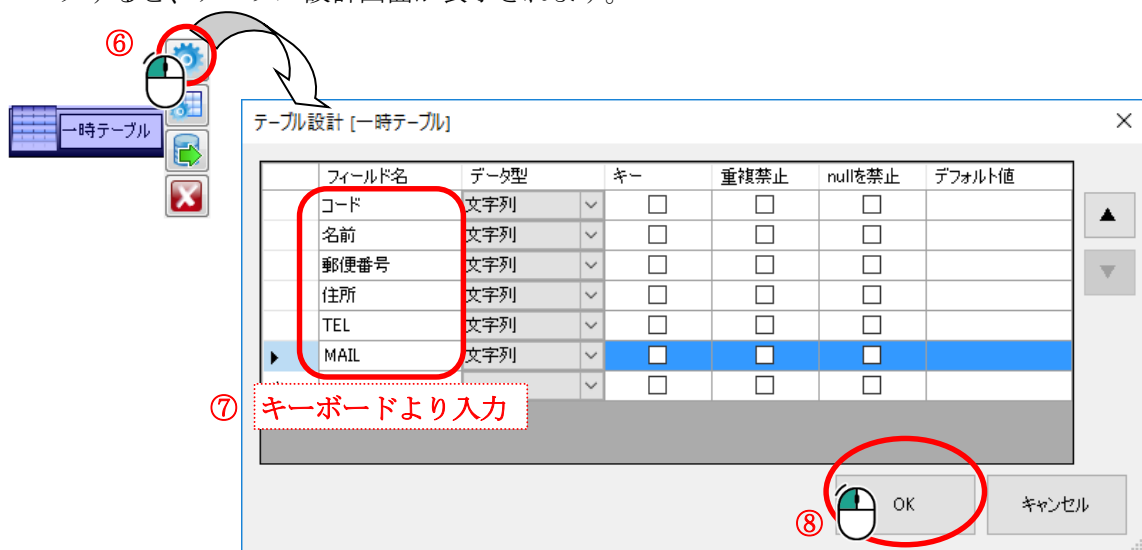 ⑥
一時テーブル
テーブル設計 [一時テーブル]
フィールド名 データ型 キー 重複禁止 nullを禁止 デフォルト値
コード 文字列
名前 文字列
郵便番号 文字列
住所 文字列
TEL 文字列
MAIL 文字列
⑦ キーボードより入力
⑧ OK キャンセル